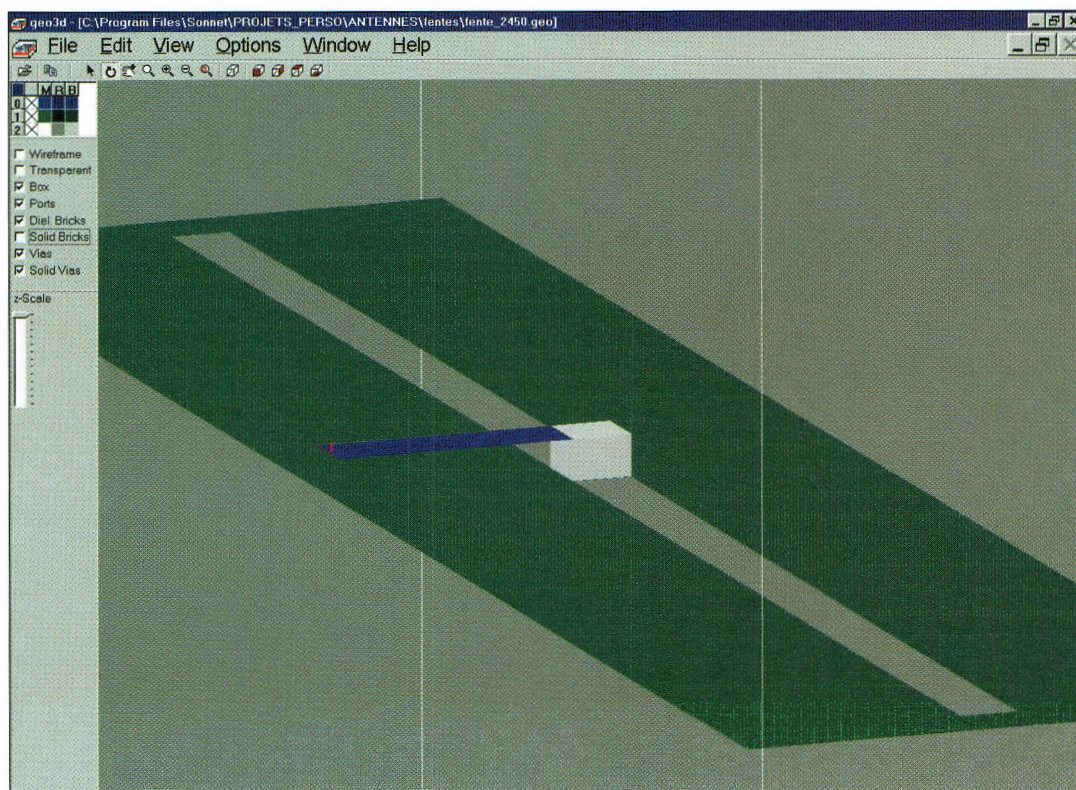 geo3d - [C:\Program Files\Sonnet\PROJETS_PERSO\ANTENNES\fentes\fente_2450.geo]
File Edit View Options Window Help
M R B
0
1
2
Wireframe
Transparent
Box
Ports
Diel. Bricks
Solid Bricks
Vias
Solid Vias
z-Scale